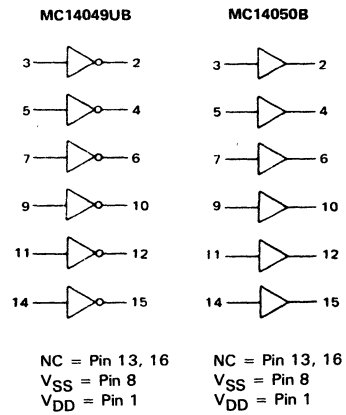 MC14049UB MC14050B
3 2 3 2
5 4 5 4
7 6 7 6
9 10 9 10
11 12 11 12
14 15 14 15
NC = Pin 13, 16 NC = Pin 13, 16
VSS = Pin 8 VSS = Pin 8
VDD = Pin 1 VDD = Pin 1